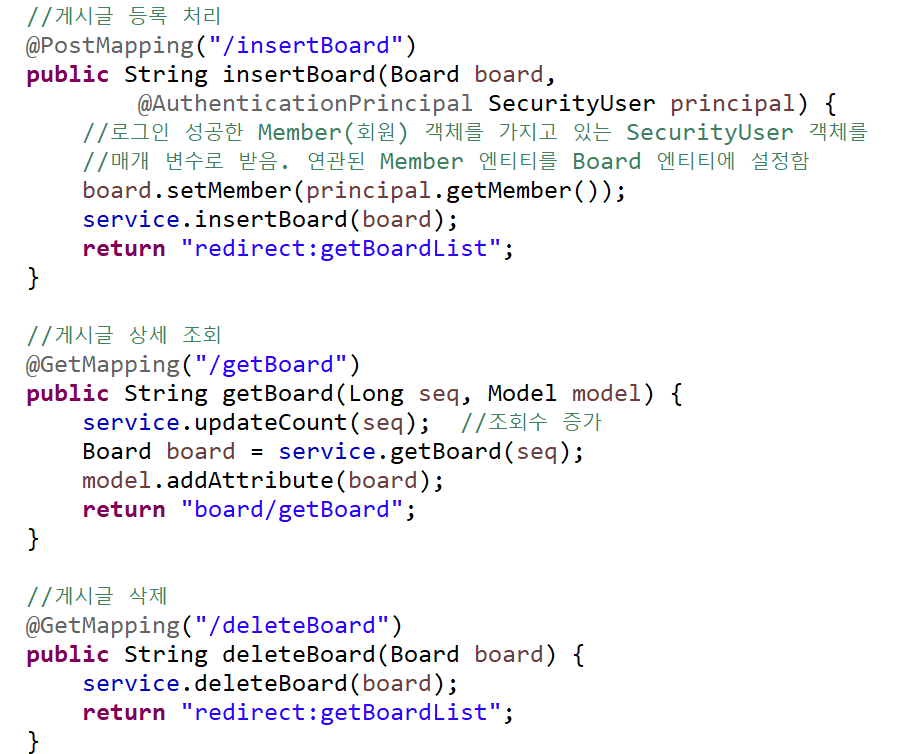 //게시글 등록 처리
@PostMapping("/insertBoard")
public String insertBoard(Board board,
        @AuthenticationPrincipal SecurityUser principal) {
    //로그인 성공한 Member(회원) 객체를 가지고 있는 SecurityUser 객체를
    //매개 변수로 받음. 연관된 Member 엔티티를 Board 엔티티에 설정함
    board.setMember(principal.getMember());
    service.insertBoard(board);
    return "redirect:getBoardList";
}

//게시글 상세 조회
@GetMapping("/getBoard")
public String getBoard(Long seq, Model model) {
    service.updateCount(seq);  //조회수 증가
    Board board = service.getBoard(seq);
    model.addAttribute(board);
    return "board/getBoard";
}

//게시글 삭제
@GetMapping("/deleteBoard")
public String deleteBoard(Board board) {
    service.deleteBoard(board);
    return "redirect:getBoardList";
}